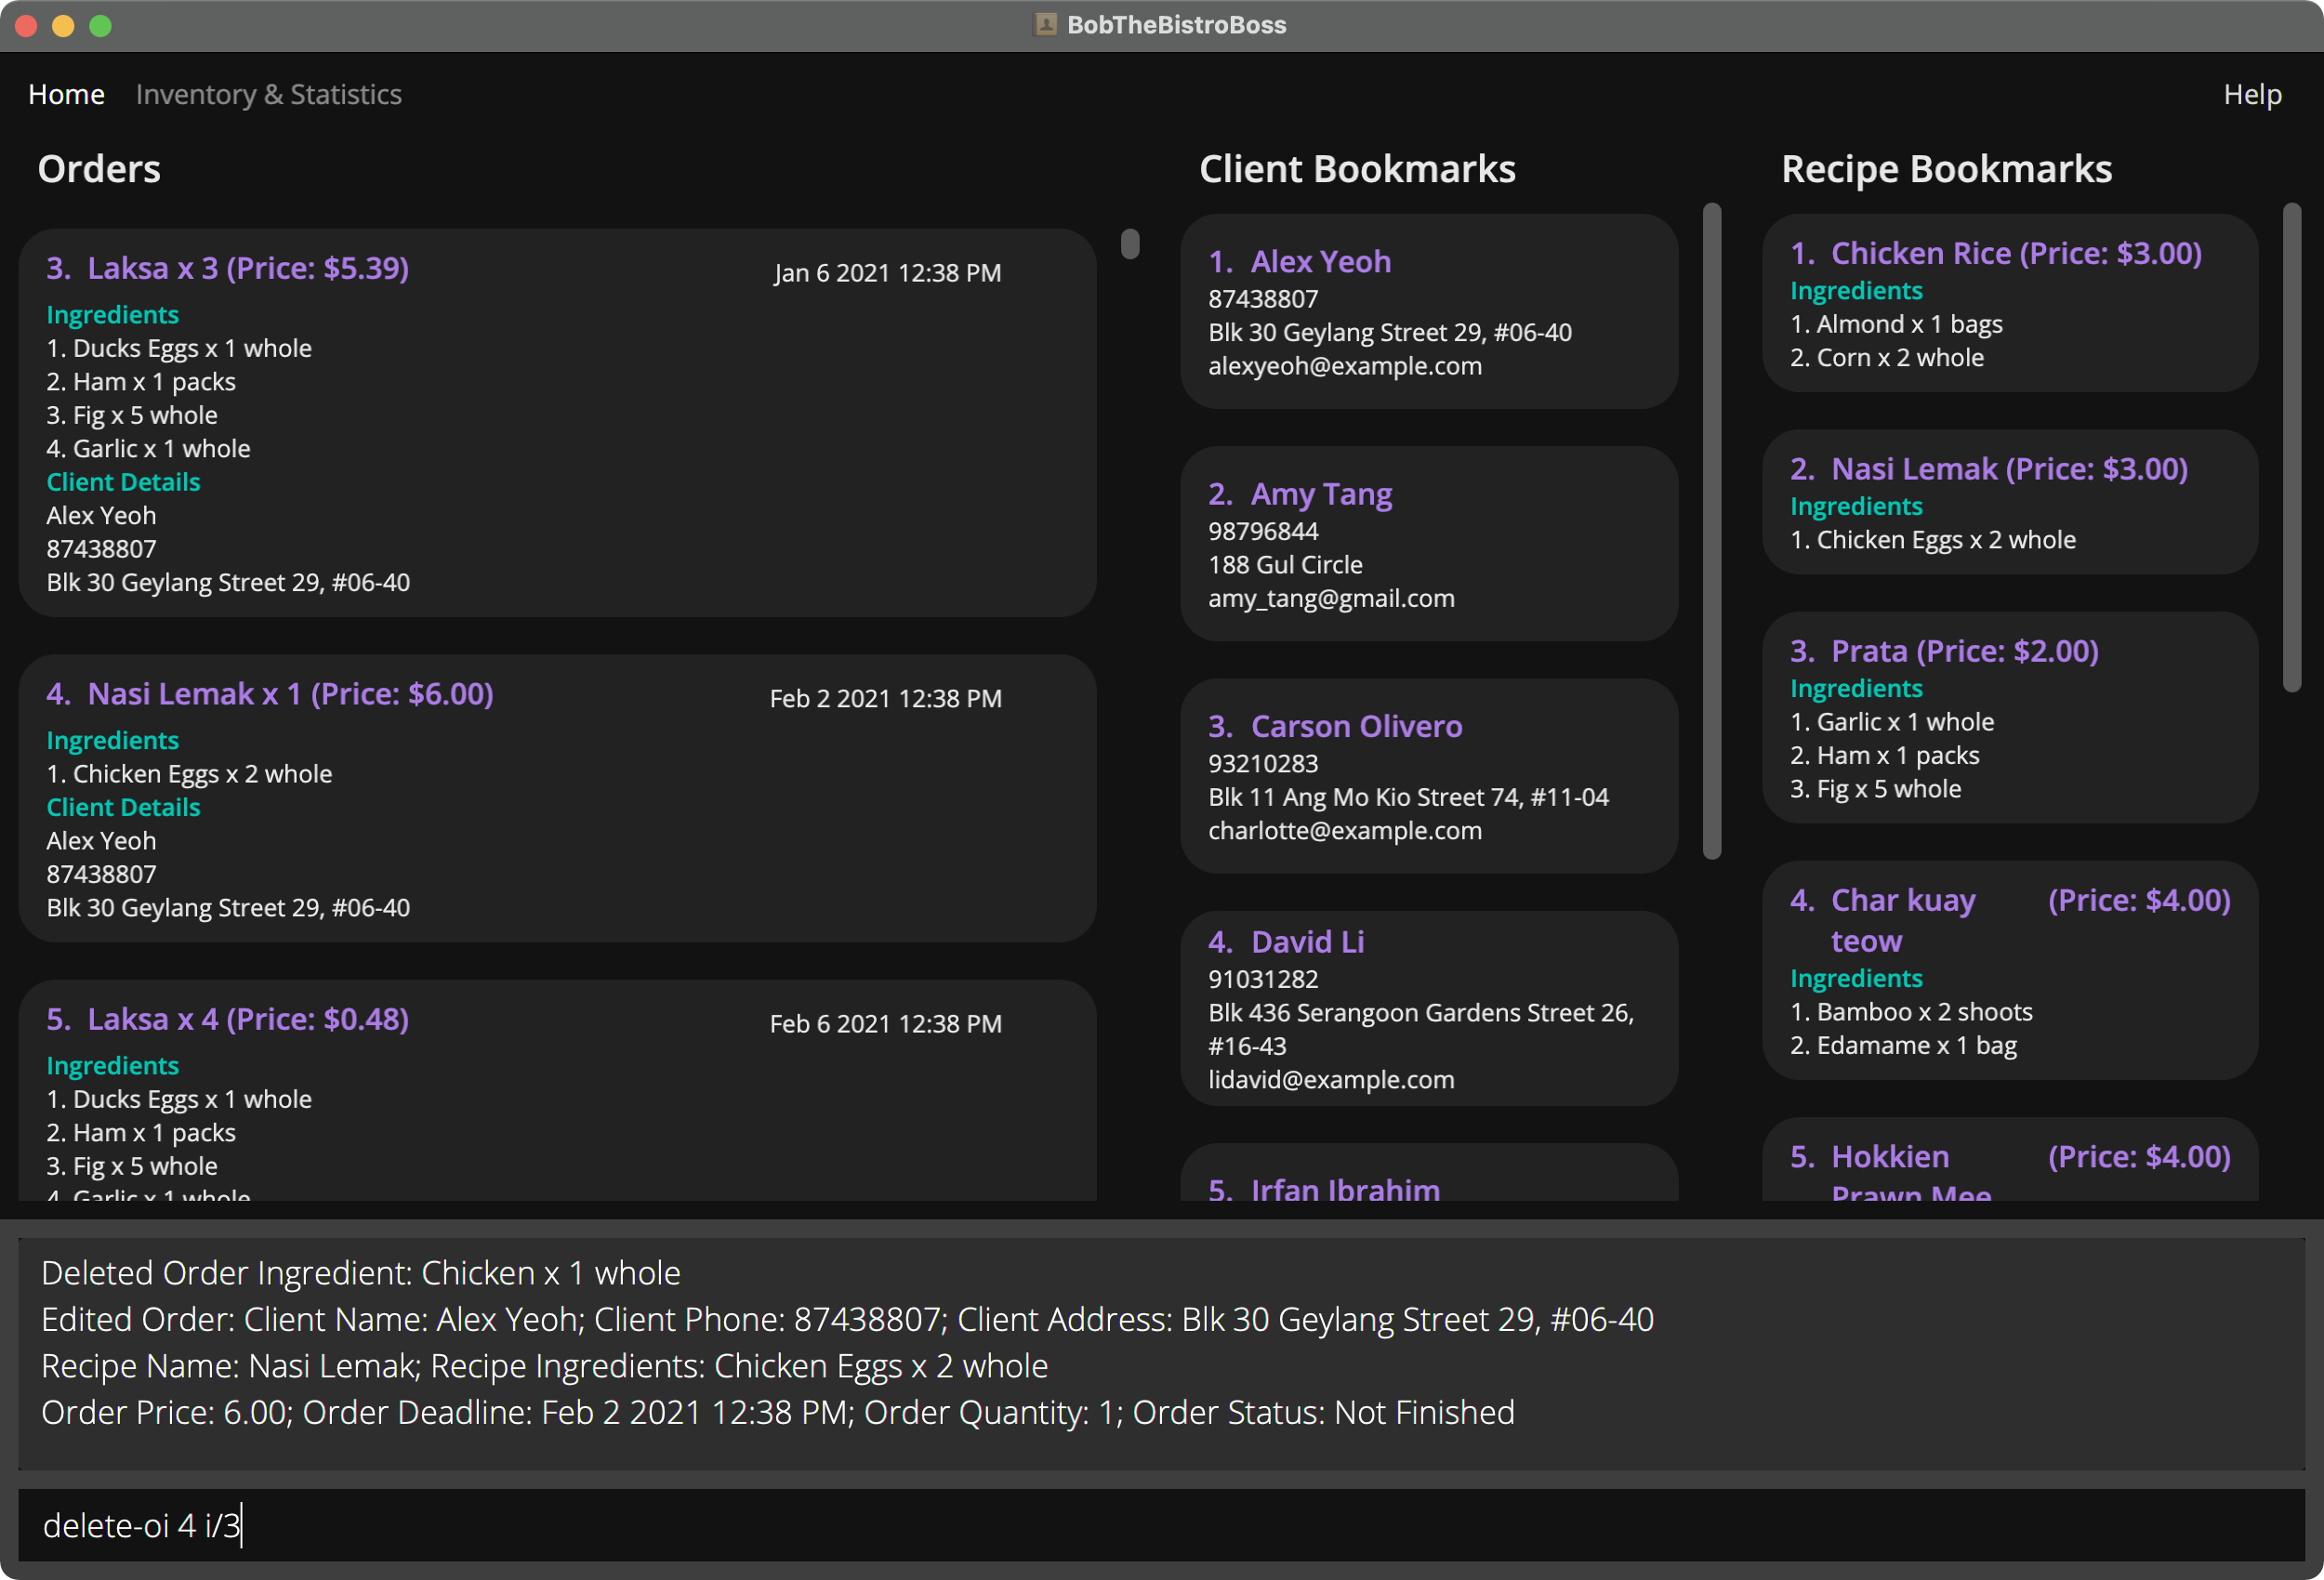 BobTheBistroBoss
Home Inventory & Statistics Help
Orders
3. Laksa x 3 (Price: $5.39) Jan 6 2021 12:38 PM
Ingredients
1. Ducks Eggs x 1 whole
2. Ham x 1 packs
3. Fig x 5 whole
4. Garlic x 1 whole
Client Details
Alex Yeoh
87438807
Blk 30 Geylang Street 29, #06-40
4. Nasi Lemak x 1 (Price: $6.00) Feb 2 2021 12:38 PM
Ingredients
1. Chicken Eggs x 2 whole
Client Details
Alex Yeoh
87438807
Blk 30 Geylang Street 29, #06-40
5. Laksa x 4 (Price: $0.48) Feb 6 2021 12:38 PM
Ingredients
1. Ducks Eggs x 1 whole
2. Ham x 1 packs
3. Fig x 5 whole
4. Garlic x 1 whole
Client Bookmarks
1. Alex Yeoh
87438807
Blk 30 Geylang Street 29, #06-40
alexyeoh@example.com
2. Amy Tang
98796844
188 Gul Circle
amy_tang@gmail.com
3. Carson Olivero
93210283
Blk 11 Ang Mo Kio Street 74, #11-04
charlotte@example.com
4. David Li
91031282
Blk 436 Serangoon Gardens Street 26,
#16-43
lidavid@example.com
5. Irfan Ibrahim
Recipe Bookmarks
1. Chicken Rice (Price: $3.00)
Ingredients
1. Almond x 1 bags
2. Corn x 2 whole
2. Nasi Lemak (Price: $3.00)
Ingredients
1. Chicken Eggs x 2 whole
3. Prata (Price: $2.00)
Ingredients
1. Garlic x 1 whole
2. Ham x 1 packs
3. Fig x 5 whole
4. Char kuay (Price: $4.00)
teow
Ingredients
1. Bamboo x 2 shoots
2. Edamame x 1 bag
5. Hokkien (Price: $4.00)
Prawn Mee
Deleted Order Ingredient: Chicken x 1 whole
Edited Order: Client Name: Alex Yeoh; Client Phone: 87438807; Client Address: Blk 30 Geylang Street 29, #06-40
Recipe Name: Nasi Lemak; Recipe Ingredients: Chicken Eggs x 2 whole
Order Price: 6.00; Order Deadline: Feb 2 2021 12:38 PM; Order Quantity: 1; Order Status: Not Finished
delete-oi 4 i/3